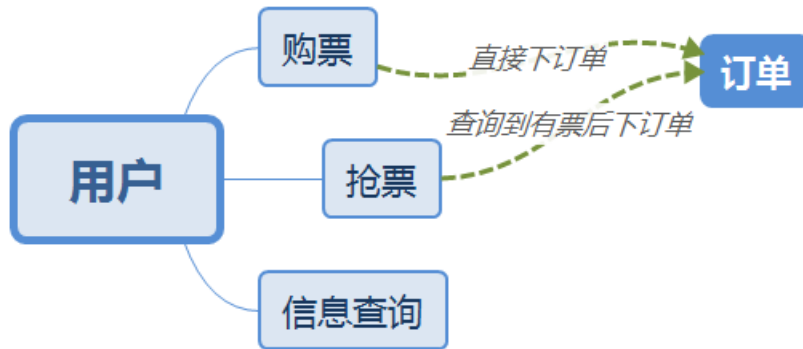 购票
直接下订单
订单
查询到有票后下订单
用户
抢票
信息查询